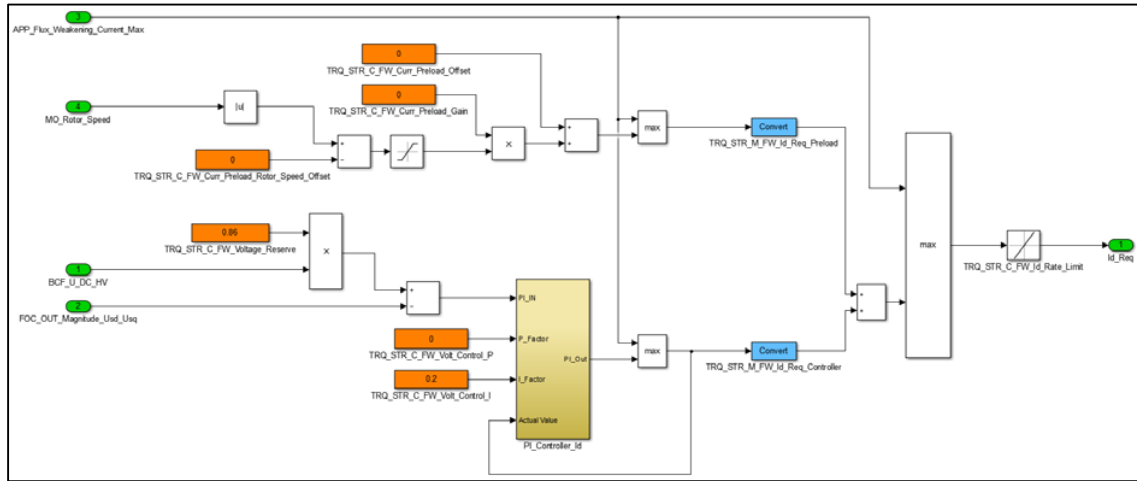 3
APP_Flux_Weakening_Current_Max
0
TRQ_STR_C_FW_Curr_Preload_Offset
4
MO_Rotor_Speed
|u|
0
TRQ_STR_C_FW_Curr_Preload_Gain
+
−
0
TRQ_STR_C_FW_Curr_Preload_Rotor_Speed_Offset
×
+
+
max
Convert
TRQ_STR_M_FW_Id_Req_Preload
0.86
TRQ_STR_C_FW_Voltage_Reserve
×
1
BCF_U_DC_HV
2
FOC_OUT_Magnitude_Usd_Usq
+
−
0
TRQ_STR_C_FW_Volt_Control_P
0.2
TRQ_STR_C_FW_Volt_Control_I
PI_IN
P_Factor
I_Factor
Actual Value
PI_Out
PI_Controller_Id
max
Convert
TRQ_STR_M_FW_Id_Req_Controller
+
+
max
TRQ_STR_C_FW_Id_Rate_Limit
1
Id_Req